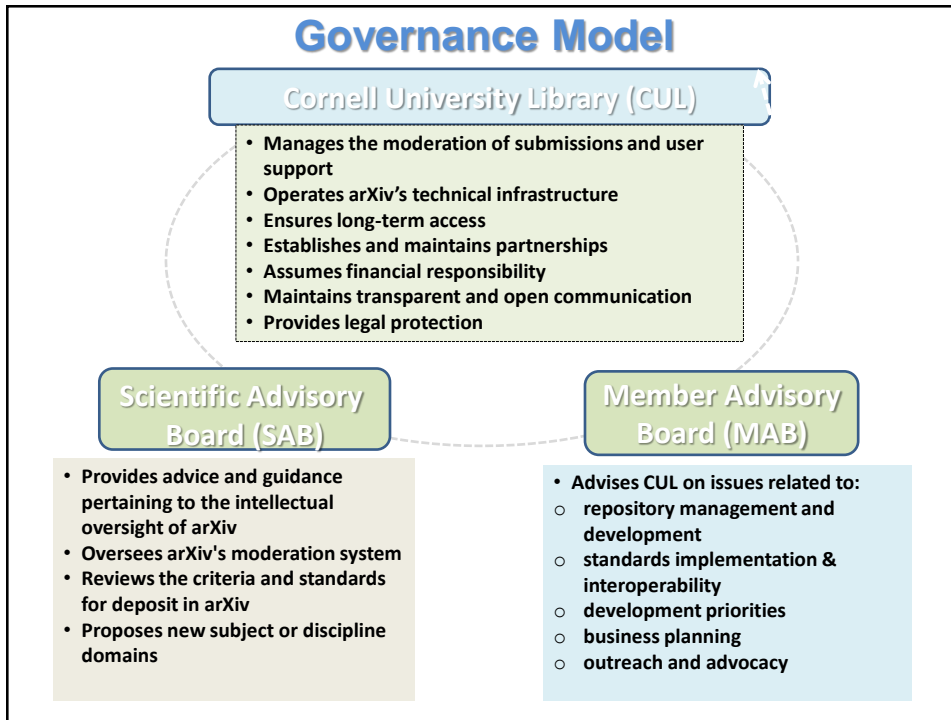 Governance Model
Cornell University Library (CUL)
• Manages the moderation of submissions and user
support
• Operates arXiv’s technical infrastructure
• Ensures long-term access
• Establishes and maintains partnerships
• Assumes financial responsibility
• Maintains transparent and open communication
• Provides legal protection
Scientific Advisory
Board (SAB)
• Provides advice and guidance
pertaining to the intellectual
oversight of arXiv
• Oversees arXiv's moderation system
• Reviews the criteria and standards
for deposit in arXiv
• Proposes new subject or discipline
domains
Member Advisory
Board (MAB)
• Advises CUL on issues related to:
o repository management and
development
o standards implementation &
interoperability
o development priorities
o business planning
o outreach and advocacy